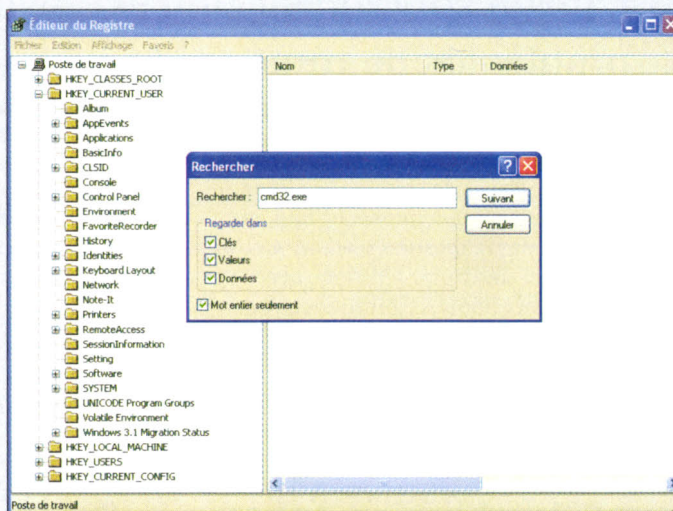 Éditeur du Registre
Fichier Edition Affichage Favoris ?
Poste de travail
HKEY_CLASSES_ROOT
HKEY_CURRENT_USER
Album
AppEvents
Applications
BasicInfo
CLSID
Console
Control Panel
Environment
FavoriteRecorder
History
Identities
Keyboard Layout
Network
Note-It
Printers
RemoteAccess
SessionInformation
Setting
Software
SYSTEM
UNICODE Program Groups
Volatile Environment
Windows 3.1 Migration Status
HKEY_LOCAL_MACHINE
HKEY_USERS
HKEY_CURRENT_CONFIG
Nom Type Données
Rechercher
Rechercher : cmd32.exe
Suivant
Annuler
Regarder dans
Clés
Valeurs
Données
Mot entier seulement
Poste de travail